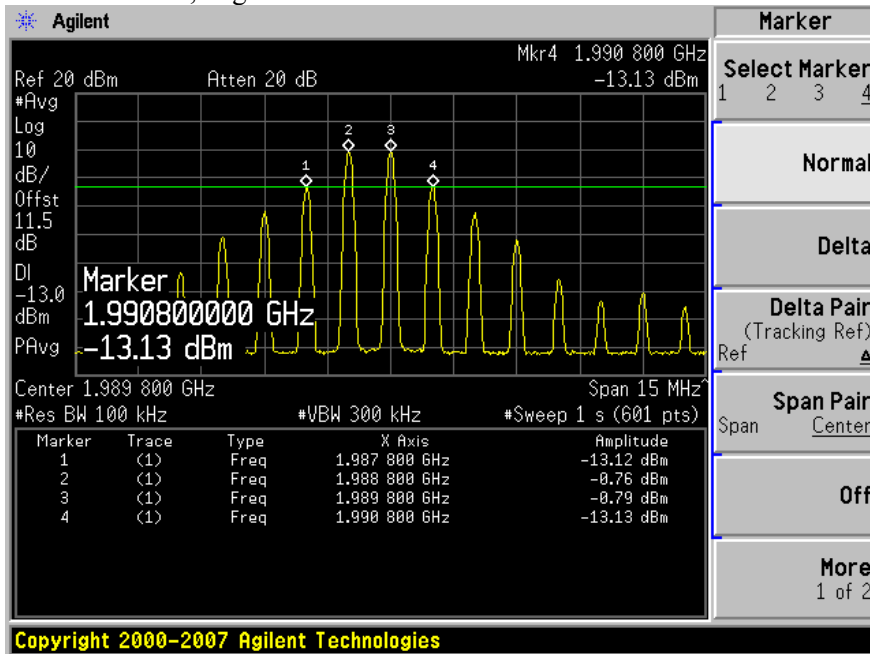 Agilent
Marker
Mkr4 1.990 800 GHz
Ref 20 dBm Atten 20 dB -13.13 dBm
#Avg
Log
10
dB/
Offst
11.5
dB
DI
-13.0
dBm
PAvg
1
2
3
4
Marker
1.990800000 GHz
-13.13 dBm
Center 1.989 800 GHz Span 15 MHz^
#Res BW 100 kHz #VBW 300 kHz #Sweep 1 s (601 pts)
Marker Trace Type X Axis Amplitude
1 (1) Freq 1.987 800 GHz -13.12 dBm
2 (1) Freq 1.988 800 GHz -0.76 dBm
3 (1) Freq 1.989 800 GHz -0.79 dBm
4 (1) Freq 1.990 800 GHz -13.13 dBm
Select Marker
1 2 3 4
Normal
Delta
Delta Pair
(Tracking Ref)
Ref Δ
Span Pair
Span Center
Off
More
1 of 2
Copyright 2000-2007 Agilent Technologies